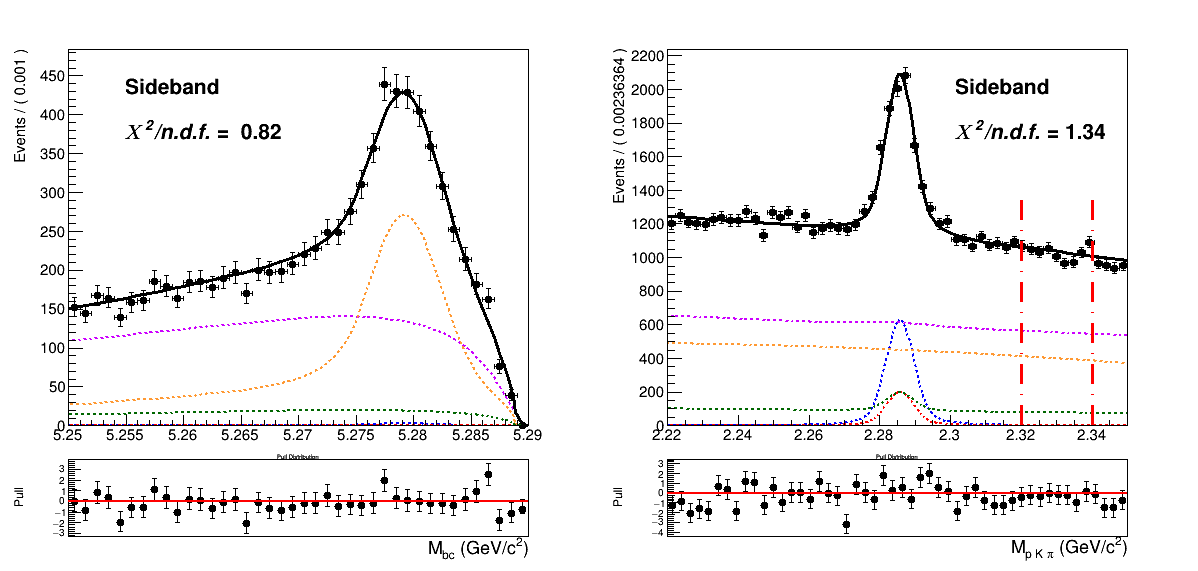 Events / ( 0.001 )
Sideband
Χ²/n.d.f. = 0.82
450
400
350
300
250
200
150
100
50
0
5.25 5.255 5.26 5.265 5.27 5.275 5.28 5.285 5.29
Pull Distribution
Pull
3
2
1
0
−1
−2
−3
M_bc (GeV/c²)
Events / ( 0.00236364 )
Sideband
Χ²/n.d.f. = 1.34
2200
2000
1800
1600
1400
1200
1000
800
600
400
200
0
2.22 2.24 2.26 2.28 2.3 2.32 2.34
Pull Distribution
Pull
3
2
1
0
−1
−2
−3
−4
M_p K π (GeV/c²)